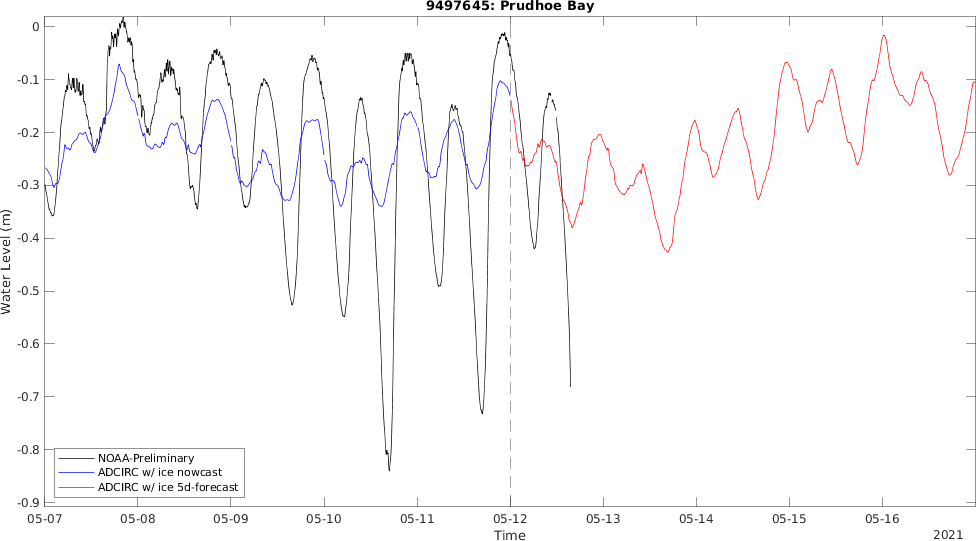 9497645: Prudhoe Bay
0
-0.1
-0.2
-0.3
-0.4
-0.5
-0.6
-0.7
-0.8
-0.9
Water Level (m)
NOAA-Preliminary
ADCIRC w/ ice nowcast
ADCIRC w/ ice 5d-forecast
05-07 05-08 05-09 05-10 05-11 05-12 05-13 05-14 05-15 05-16
Time
2021